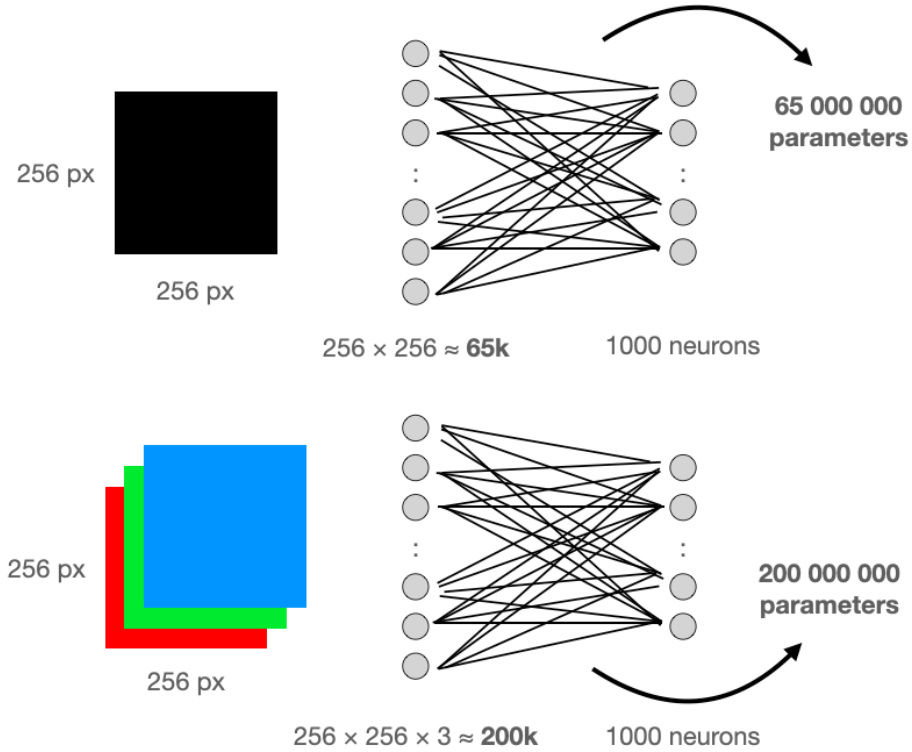 65 000 000
parameters
256 px
256 px
:
:
256 × 256 ≈ 65k
1000 neurons
256 px
:
:
200 000 000
parameters
256 px
256 × 256 × 3 ≈ 200k
1000 neurons